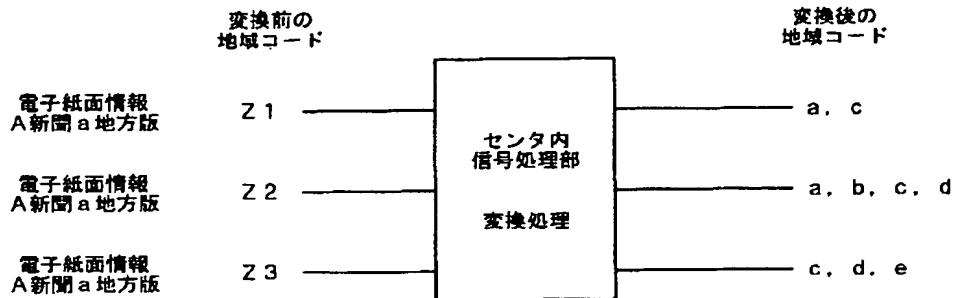 変換前の
地域コード
変換後の
地域コード
電子紙面情報
A新聞a地方版
Z1
a, c
センタ内
信号処理部
電子紙面情報
A新聞a地方版
Z2
a, b, c, d
変換処理
電子紙面情報
A新聞a地方版
Z3
c, d, e